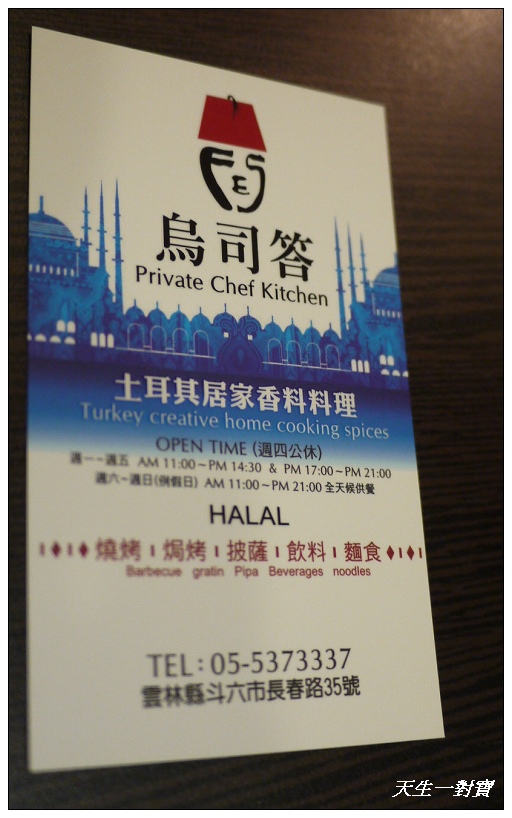 FES
烏司答
Private Chef Kitchen
土耳其居家香料料理
Turkey creative home cooking spices
OPEN TIME (週四公休)
週一~週五 AM 11:00~PM 14:30 & PM 17:00~PM 21:00
週六~週日(例假日) AM 11:00~PM 21:00 全天候供餐
HALAL
燒烤 焗烤 披薩 飲料 麵食
Barbecue gratin Pipa Beverages noodles
TEL:05-5373337
雲林縣斗六市長春路35號
天生一對寶